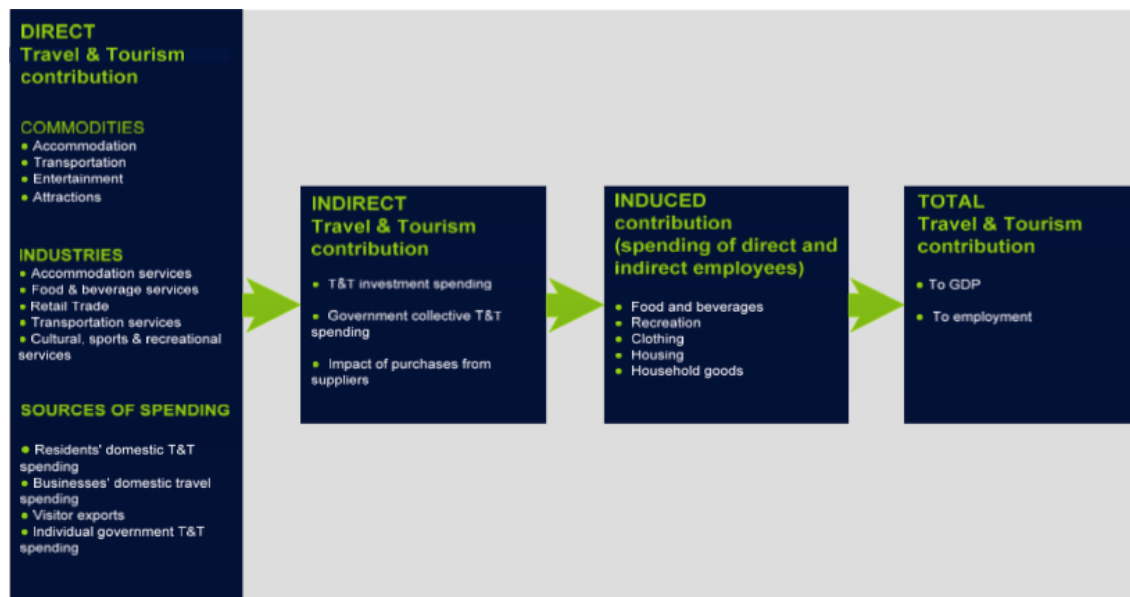 DIRECT
Travel & Tourism
contribution
COMMODITIES
• Accommodation
• Transportation
• Entertainment
• Attractions
INDUSTRIES
• Accommodation services
• Food & beverage services
• Retail Trade
• Transportation services
• Cultural, sports & recreational
services
SOURCES OF SPENDING
• Residents' domestic T&T
spending
• Businesses' domestic travel
spending
• Visitor exports
• Individual government T&T
spending
INDIRECT
Travel & Tourism
contribution
• T&T investment spending
• Government collective T&T
spending
• Impact of purchases from
suppliers
INDUCED
contribution
(spending of direct and
indirect employees)
• Food and beverages
• Recreation
• Clothing
• Housing
• Household goods
TOTAL
Travel & Tourism
contribution
• To GDP
• To employment